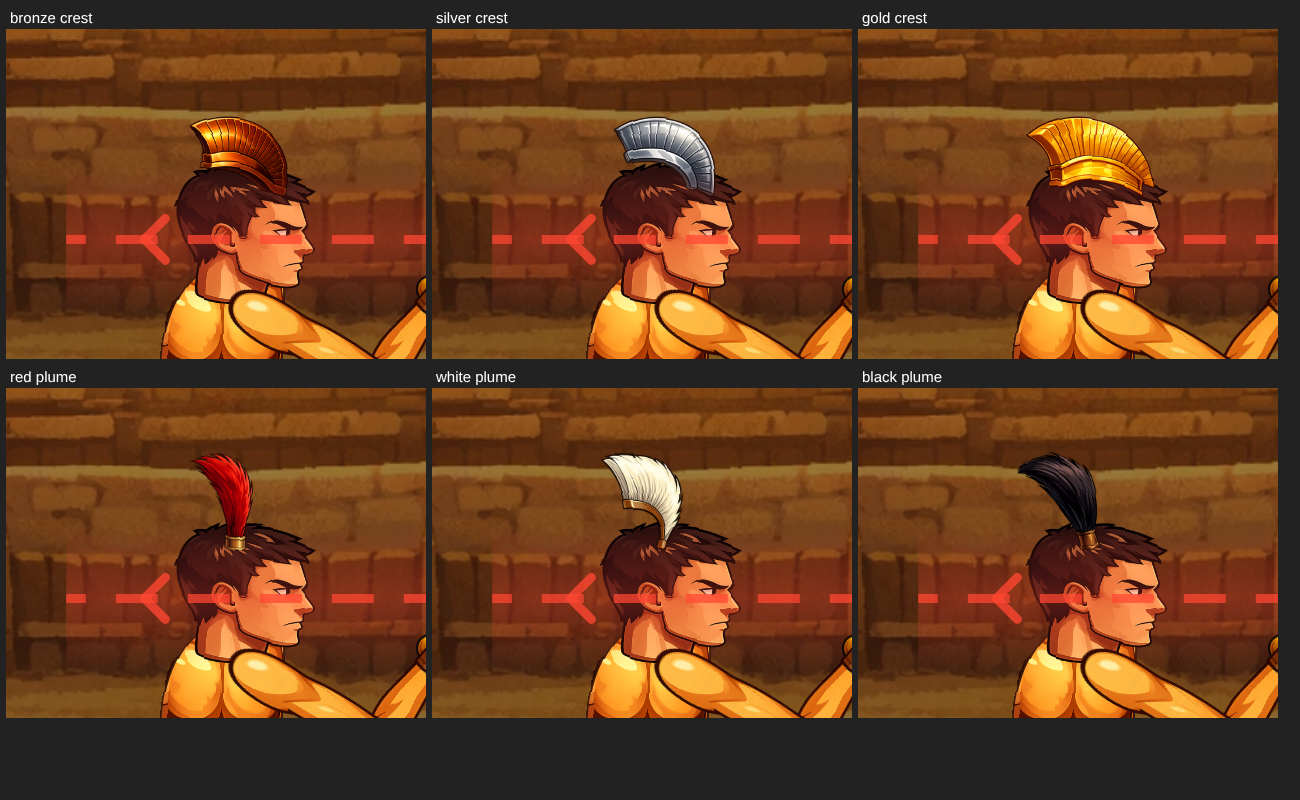 bronze crest
silver crest
gold crest
red plume
white plume
black plume